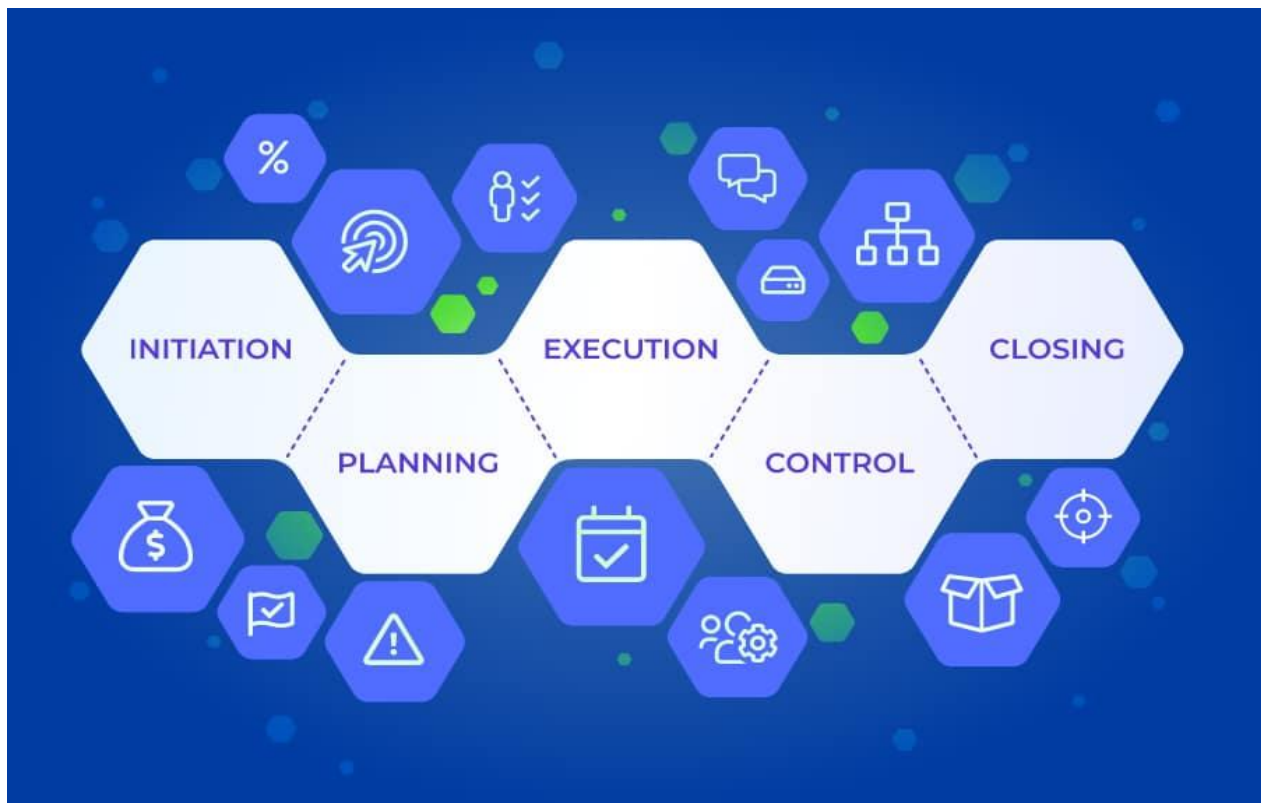 INITIATION
PLANNING
EXECUTION
CONTROL
CLOSING
%
$
!